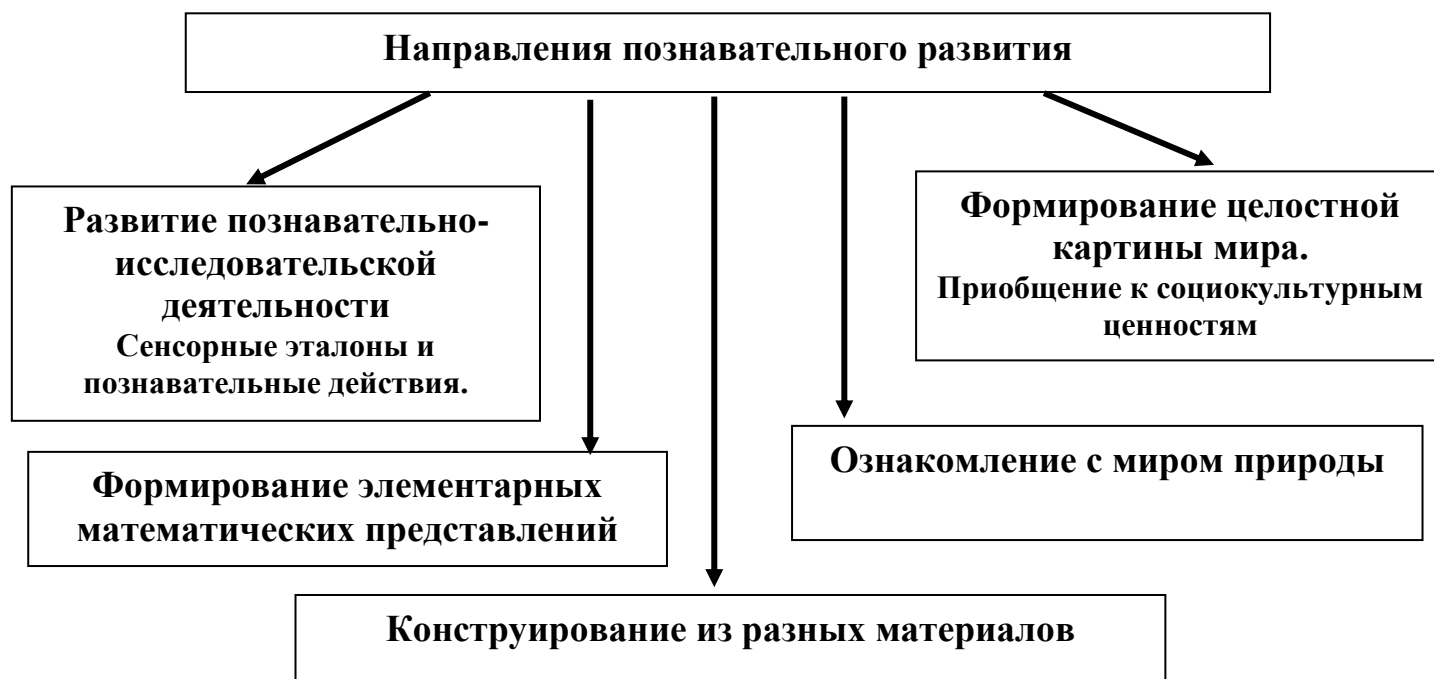 Направления познавательного развития
Развитие познавательно-
исследовательской
деятельности
Сенсорные эталоны и
познавательные действия.
Формирование целостной
картины мира.
Приобщение к социокультурным
ценностям
Формирование элементарных
математических представлений
Ознакомление с миром природы
Конструирование из разных материалов